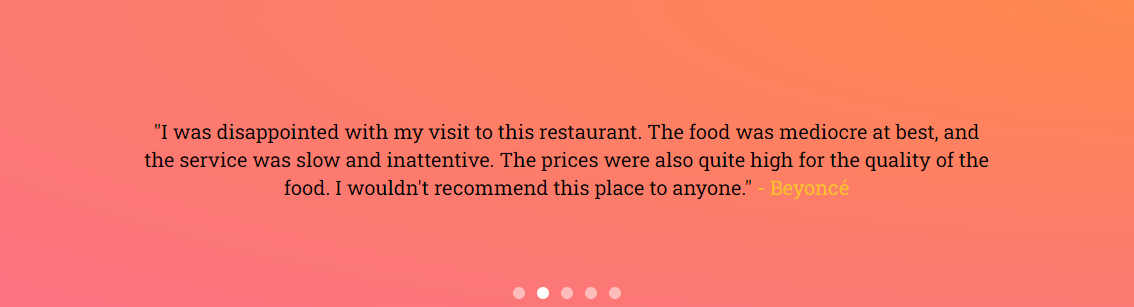 "I was disappointed with my visit to this restaurant. The food was mediocre at best, and
the service was slow and inattentive. The prices were also quite high for the quality of the
food. I wouldn't recommend this place to anyone." - Beyoncé